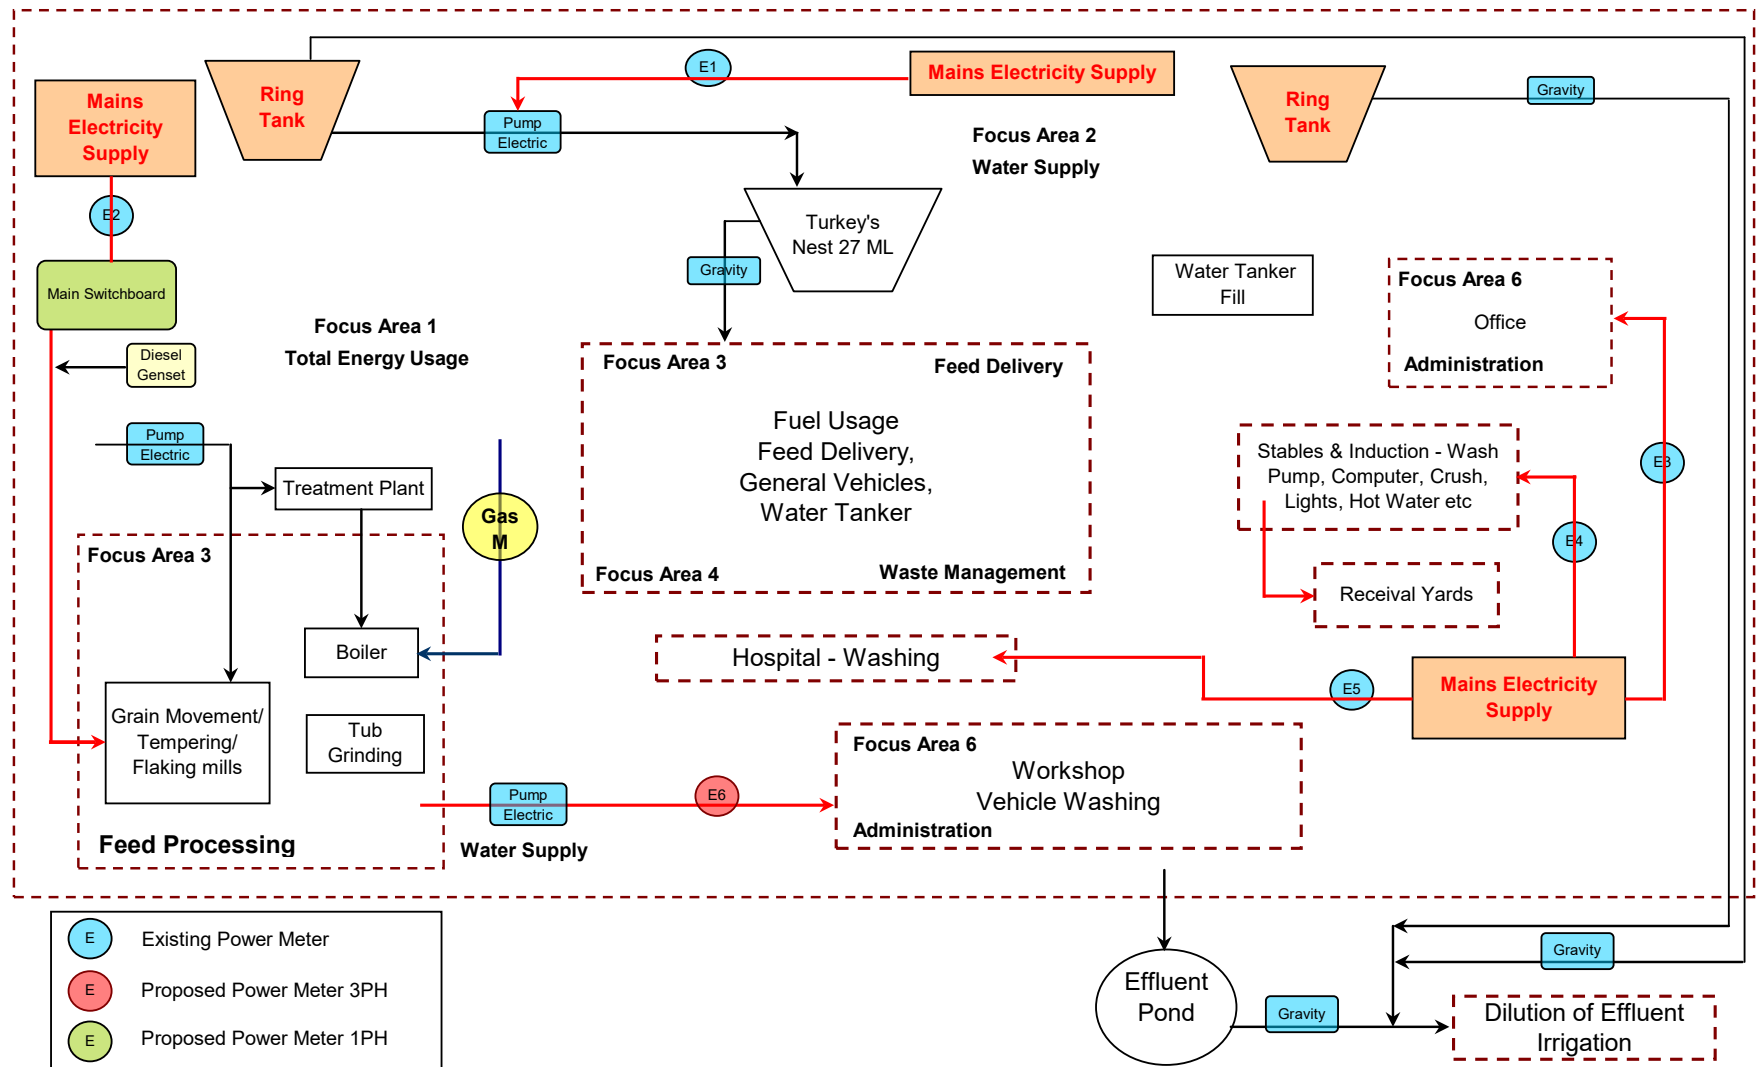 E1
Mains Electricity Supply
Mains
Electricity
Supply
Ring
Tank
Ring
Tank
Gravity
Pump
Electric
Focus Area 2
Water Supply
E2
Turkey's
Nest 27 ML
Gravity
Water Tanker
Fill
Focus Area 6
Office
Administration
Main Switchboard
Focus Area 1
Total Energy Usage
Diesel
Genset
Focus Area 3
Feed Delivery
Fuel Usage
Feed Delivery,
General Vehicles,
Water Tanker
Focus Area 4
Waste Management
Pump
Electric
Treatment Plant
Gas
M
Stables & Induction - Wash
Pump, Computer, Crush,
Lights, Hot Water etc
E3
E4
Receival Yards
Focus Area 3
Boiler
Hospital - Washing
E5
Mains Electricity
Supply
Grain Movement/
Tempering/
Flaking mills
Tub
Grinding
Feed Processing
Pump
Electric
Water Supply
E6
Focus Area 6
Workshop
Vehicle Washing
Administration
E Existing Power Meter
E Proposed Power Meter 3PH
E Proposed Power Meter 1PH
Effluent
Pond
Gravity
Gravity
Dilution of Effluent
Irrigation